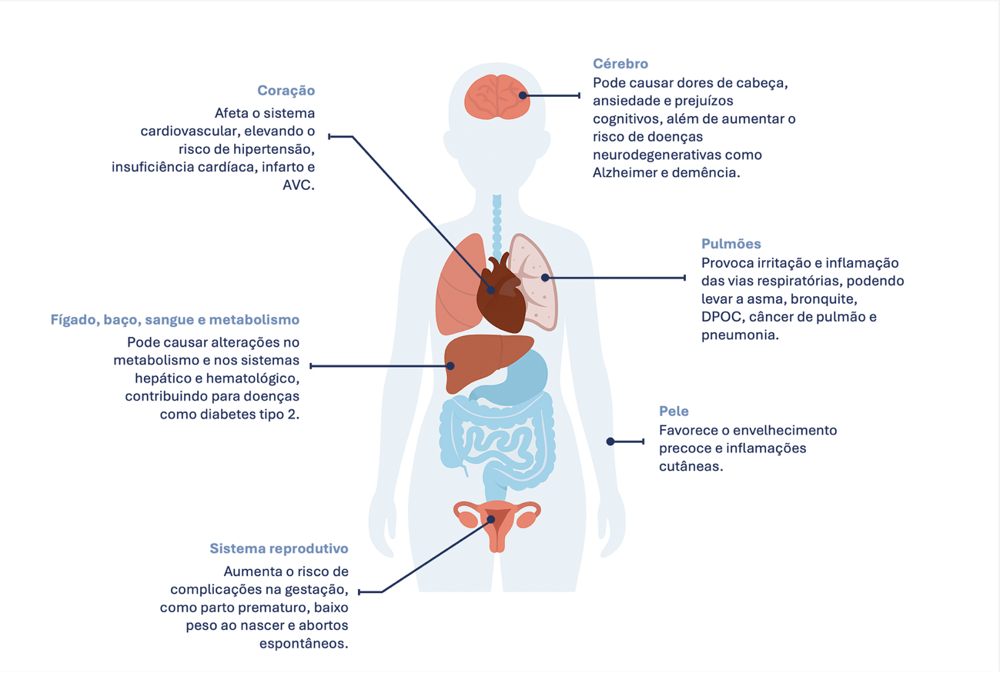 Coração
Afeta o sistema
cardiovascular, elevando o
risco de hipertensão,
insuficiência cardíaca, infarto e
AVC.
Cérebro
Pode causar dores de cabeça,
ansiedade e prejuízos
cognitivos, além de aumentar o
risco de doenças
neurodegenerativas como
Alzheimer e demência.
Pulmões
Provoca irritação e inflamação
das vias respiratórias, podendo
levar a asma, bronquite,
DPOC, câncer de pulmão e
pneumonia.
Fígado, baço, sangue e metabolismo
Pode causar alterações no
metabolismo e nos sistemas
hepático e hematológico,
contribuindo para doenças
como diabetes tipo 2.
Pele
Favorece o envelhecimento
precoce e inflamações
cutâneas.
Sistema reprodutivo
Aumenta o risco de
complicações na gestação,
como parto prematuro, baixo
peso ao nascer e abortos
espontâneos.